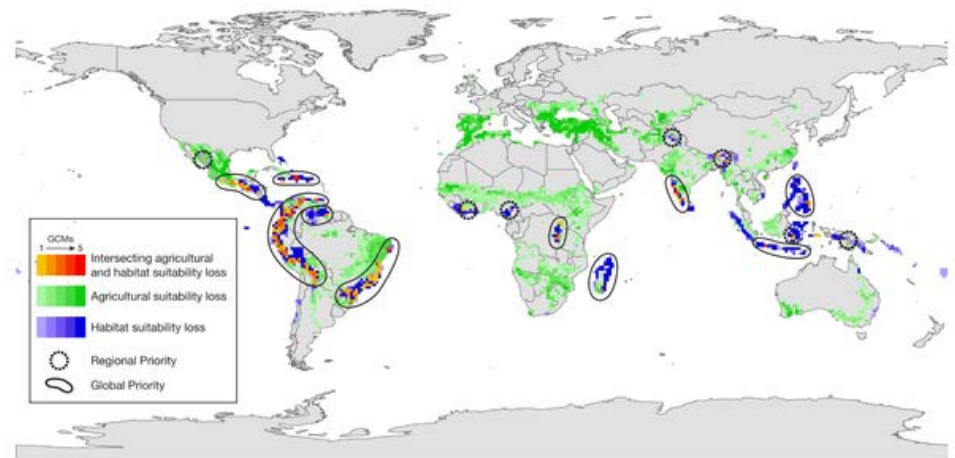 GCMs
1 5
Intersecting agricultural
and habitat suitability loss
Agricultural suitability loss
Habitat suitability loss
Regional Priority
Global Priority